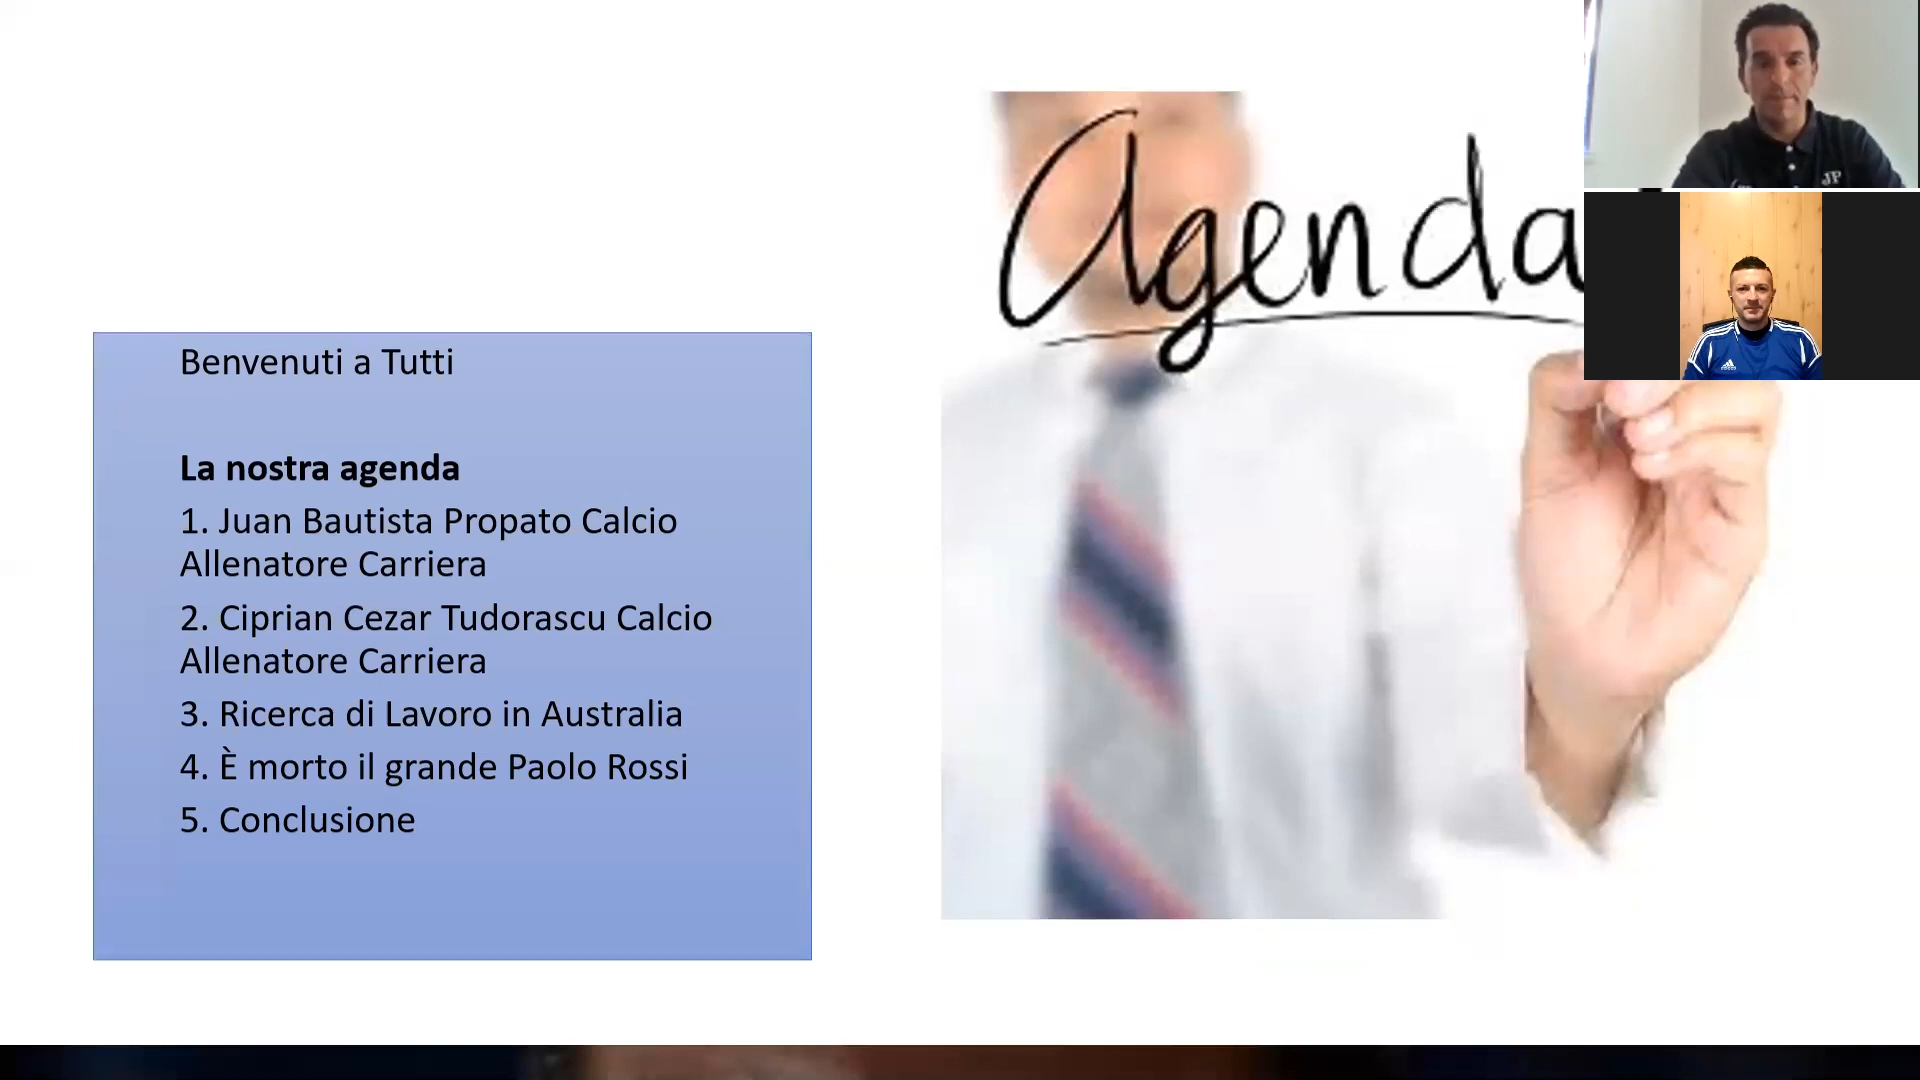 Benvenuti a Tutti
La nostra agenda
1. Juan Bautista Propato Calcio
Allenatore Carriera
2. Ciprian Cezar Tudorascu Calcio
Allenatore Carriera
3. Ricerca di Lavoro in Australia
4. È morto il grande Paolo Rossi
5. Conclusione
Agenda
JP